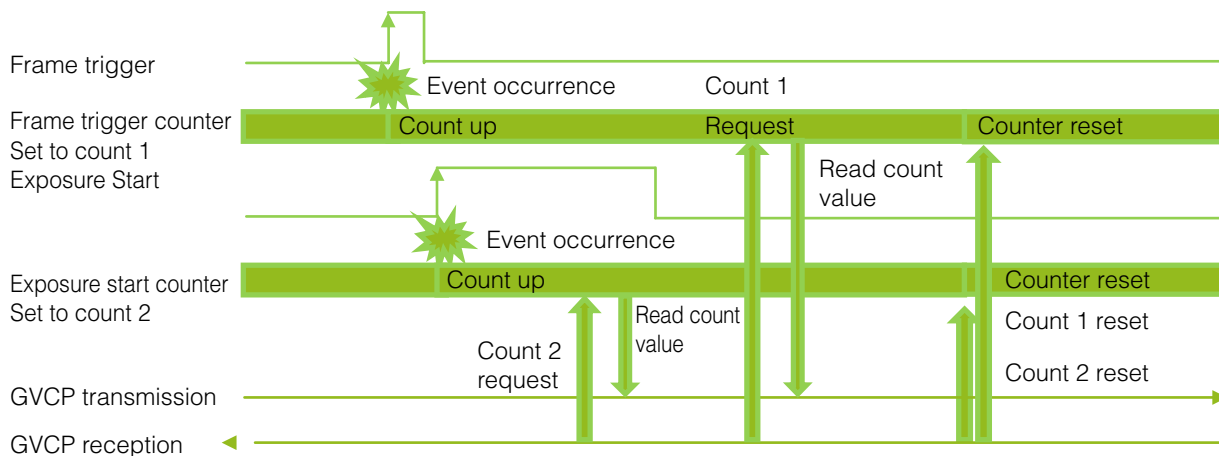 Frame trigger
Event occurrence
Count 1
Frame trigger counter
Set to count 1
Exposure Start
Count up
Request
Counter reset
Read count
value
Event occurrence
Exposure start counter
Set to count 2
Count up
Counter reset
Read count
value
Count 2
request
Count 1 reset
Count 2 reset
GVCP transmission
GVCP reception